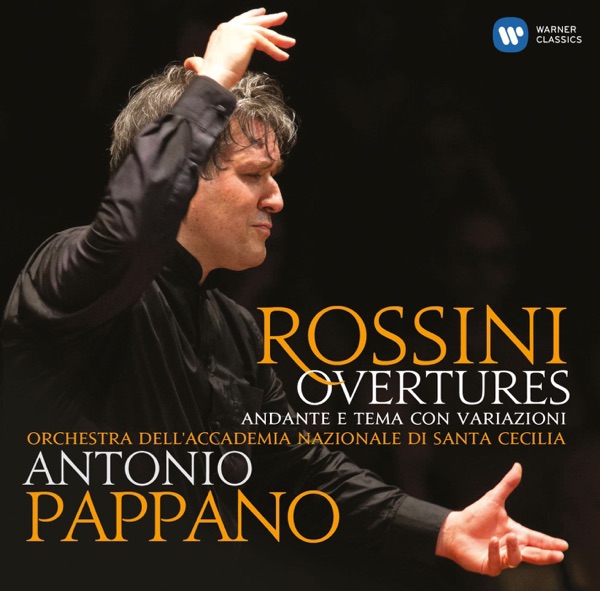 WARNER
CLASSICS
ROSSINI
OVERTURES
ANDANTE E TEMA CON VARIAZIONI
ORCHESTRA DELL'ACCADEMIA NAZIONALE DI SANTA CECILIA
ANTONIO
PAPPANO